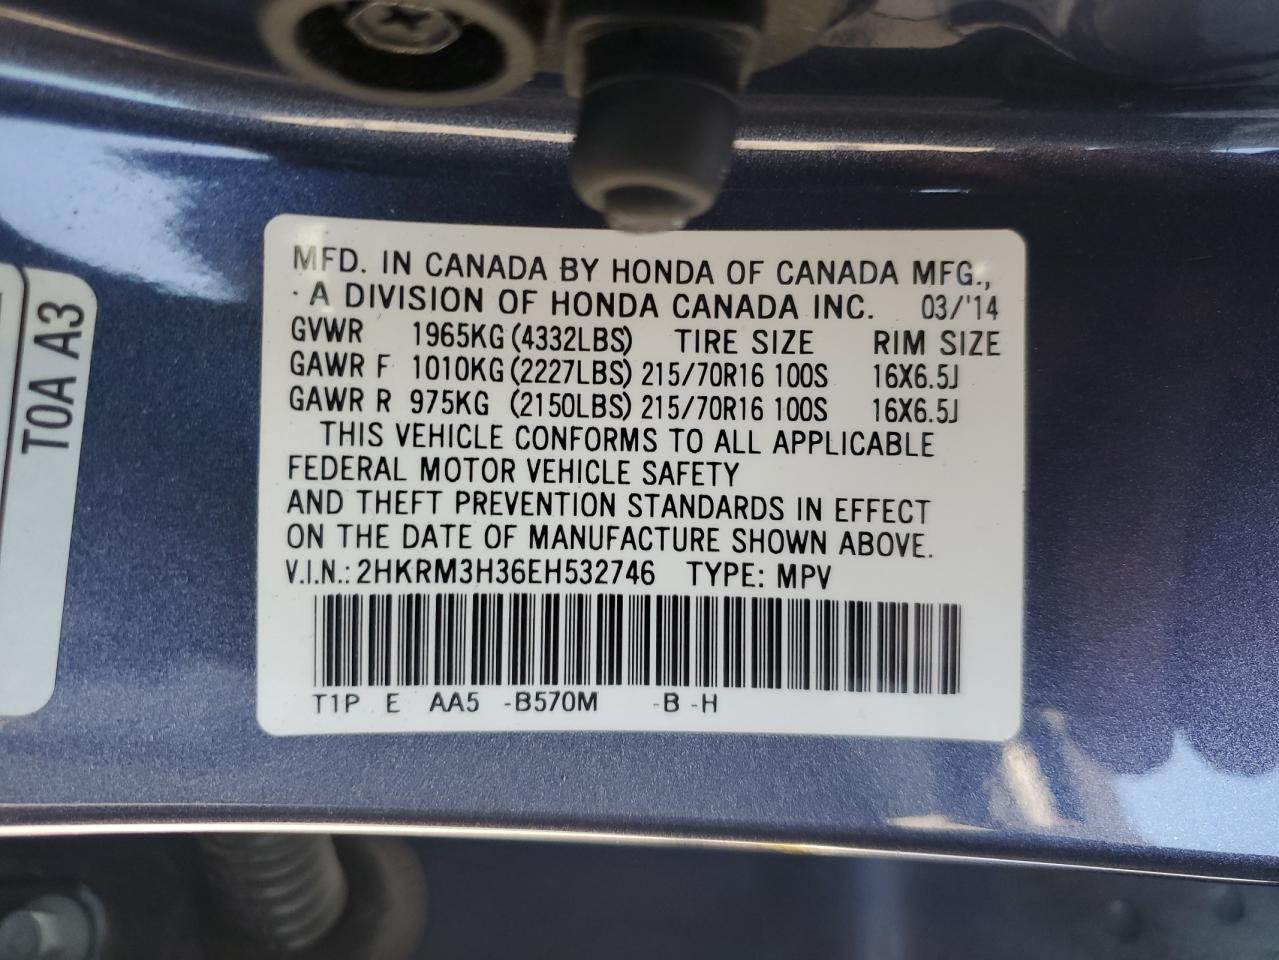 MFD. IN CANADA BY HONDA OF CANADA MFG.,
A DIVISION OF HONDA CANADA INC. 03/'14
GVWR 1965KG (4332LBS) TIRE SIZE RIM SIZE
GAWR F 1010KG (2227LBS) 215/70R16 100S 16X6.5J
GAWR R 975KG (2150LBS) 215/70R16 100S 16X6.5J
THIS VEHICLE CONFORMS TO ALL APPLICABLE
FEDERAL MOTOR VEHICLE SAFETY
AND THEFT PREVENTION STANDARDS IN EFFECT
ON THE DATE OF MANUFACTURE SHOWN ABOVE.
V.I.N.: 2HKRM3H36EH532746 TYPE: MPV
T1P E AA5 -B570M -B -H
T0A A3